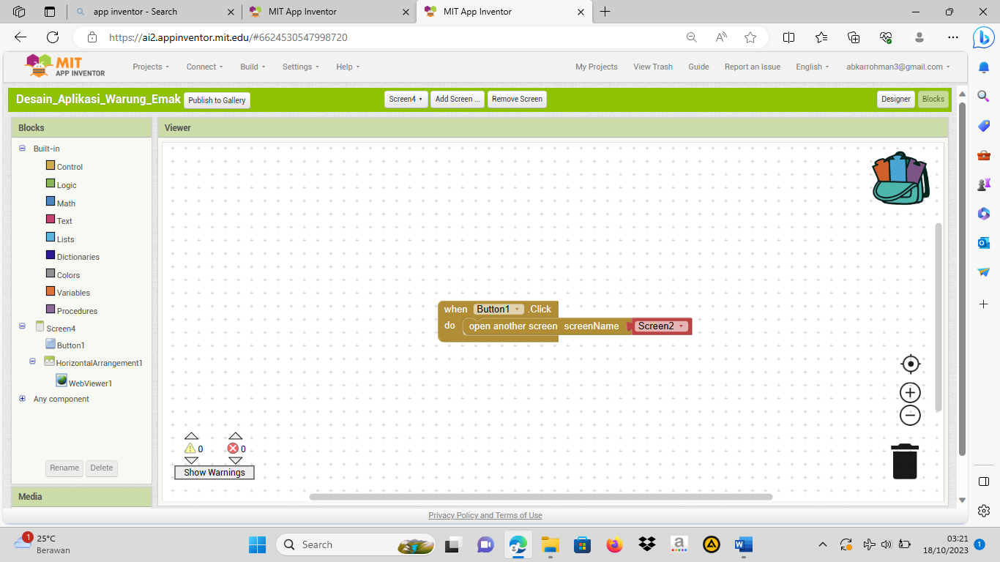 app inventor - Search
MIT App Inventor
MIT App Inventor
https://ai2.appinventor.mit.edu/#6624530547998720
MIT
APP INVENTOR
Projects
Connect
Build
Settings
Help
My Projects
View Trash
Guide
Report an Issue
English
abkarrohman3@gmail.com
Desain_Aplikasi_Warung_Emak
Publish to Gallery
Screen4
Add Screen ...
Remove Screen
Designer
Blocks
Blocks
Viewer
Built-in
Control
Logic
Math
Text
Lists
Dictionaries
Colors
Variables
Procedures
Screen4
Button1
HorizontalArrangement1
WebViewer1
Any component
Rename
Delete
Media
when Button1 .Click
do open another screen screenName Screen2
0
0
Show Warnings
Privacy Policy and Terms of Use
1
25°C
Berawan
Search
a
03:21
18/10/2023
1